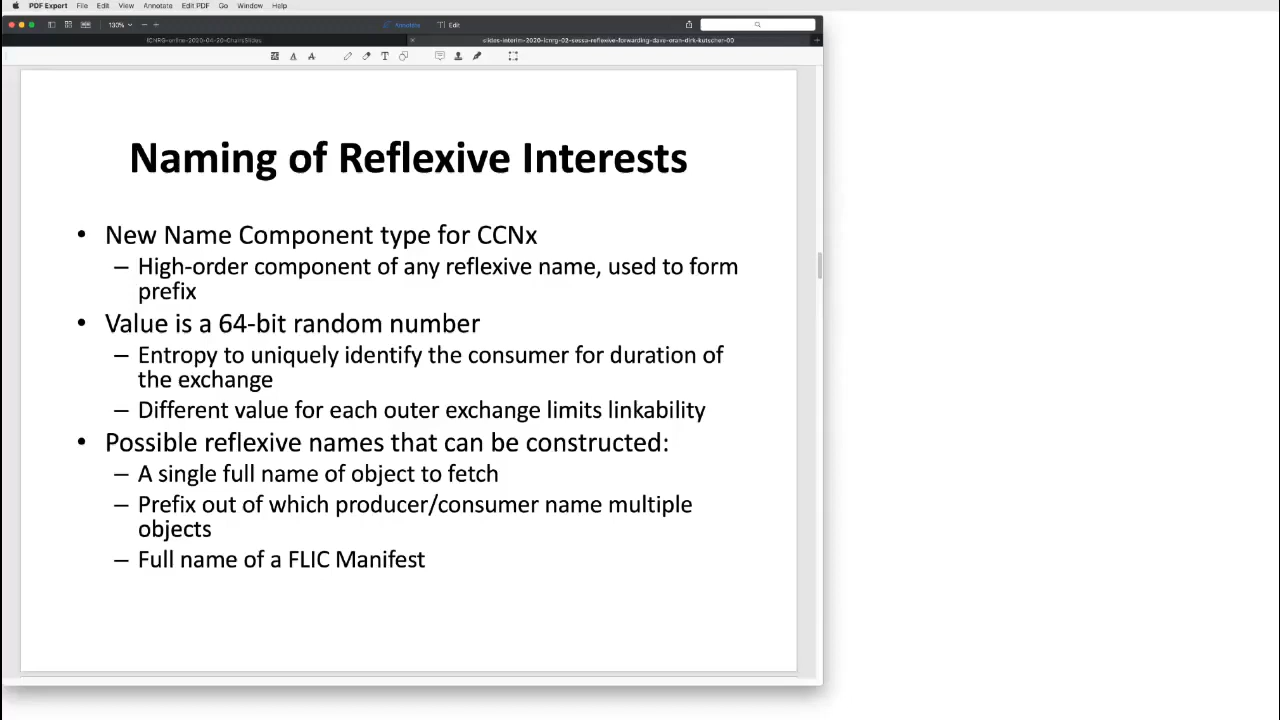 PDF Export File Edit View Annotate Edit PDF Go Window Help
130% Annotate Edit
ICNRG-online-2020-04-20-ChairsSlides
slides-interim-2020-icnrg-02-sessa-reflexive-forwarding-dave-oran-dirk-kutscher-00
Naming of Reflexive Interests
• New Name Component type for CCNx
– High-order component of any reflexive name, used to form
prefix
• Value is a 64-bit random number
– Entropy to uniquely identify the consumer for duration of
the exchange
– Different value for each outer exchange limits linkability
• Possible reflexive names that can be constructed:
– A single full name of object to fetch
– Prefix out of which producer/consumer name multiple
objects
– Full name of a FLIC Manifest